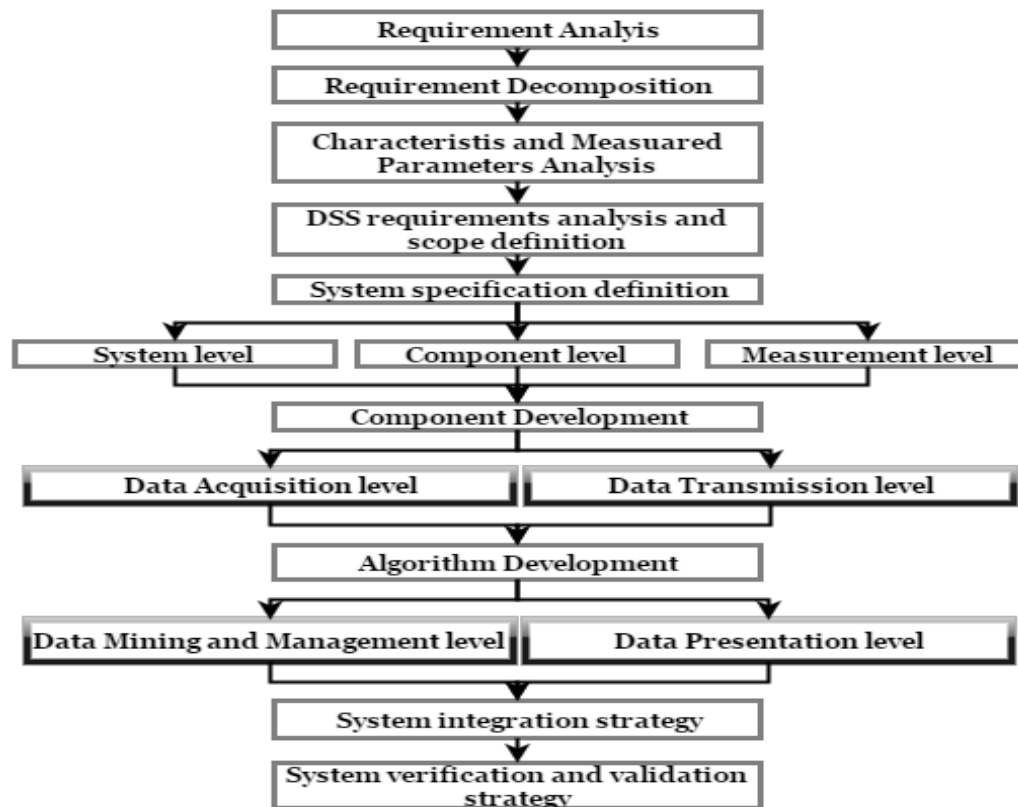 Requirement Analyis
Requirement Decomposition
Characteristis and Measuared
Parameters Analysis
DSS requirements analysis and
scope definition
System specification definition
System level
Component level
Measurement level
Component Development
Data Acquisition level
Data Transmission level
Algorithm Development
Data Mining and Management level
Data Presentation level
System integration strategy
System verification and validation
strategy